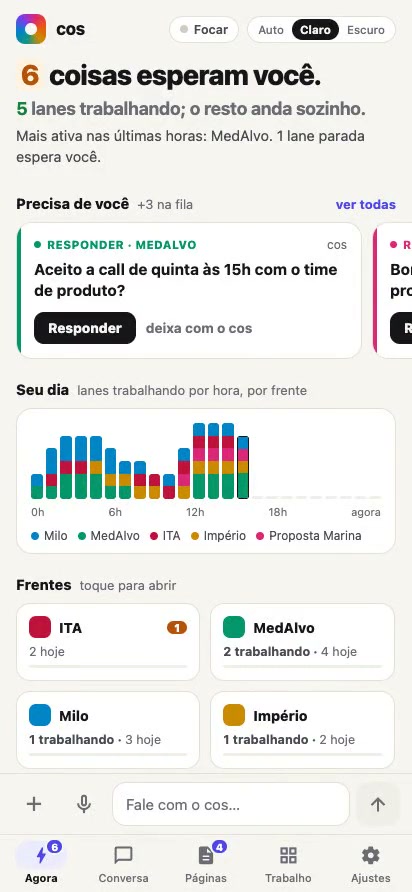 cos
Focar
Auto Claro Escuro
6 coisas esperam você.
5 lanes trabalhando; o resto anda sozinho.
Mais ativa nas últimas horas: MedAlvo. 1 lane parada
espera você.
Precisa de você +3 na fila ver todas
RESPONDER · MEDALVO cos
Aceito a call de quinta às 15h com o time
de produto?
Responder deixa com o cos
Seu dia lanes trabalhando por hora, por frente
0h 6h 12h 18h agora
Milo MedAlvo ITA Império Proposta Marina
Frentes toque para abrir
ITA 1
2 hoje
MedAlvo
2 trabalhando · 4 hoje
Milo
1 trabalhando · 3 hoje
Império
1 trabalhando · 2 hoje
Fale com o cos...
6 4
Agora Conversa Páginas Trabalho Ajustes